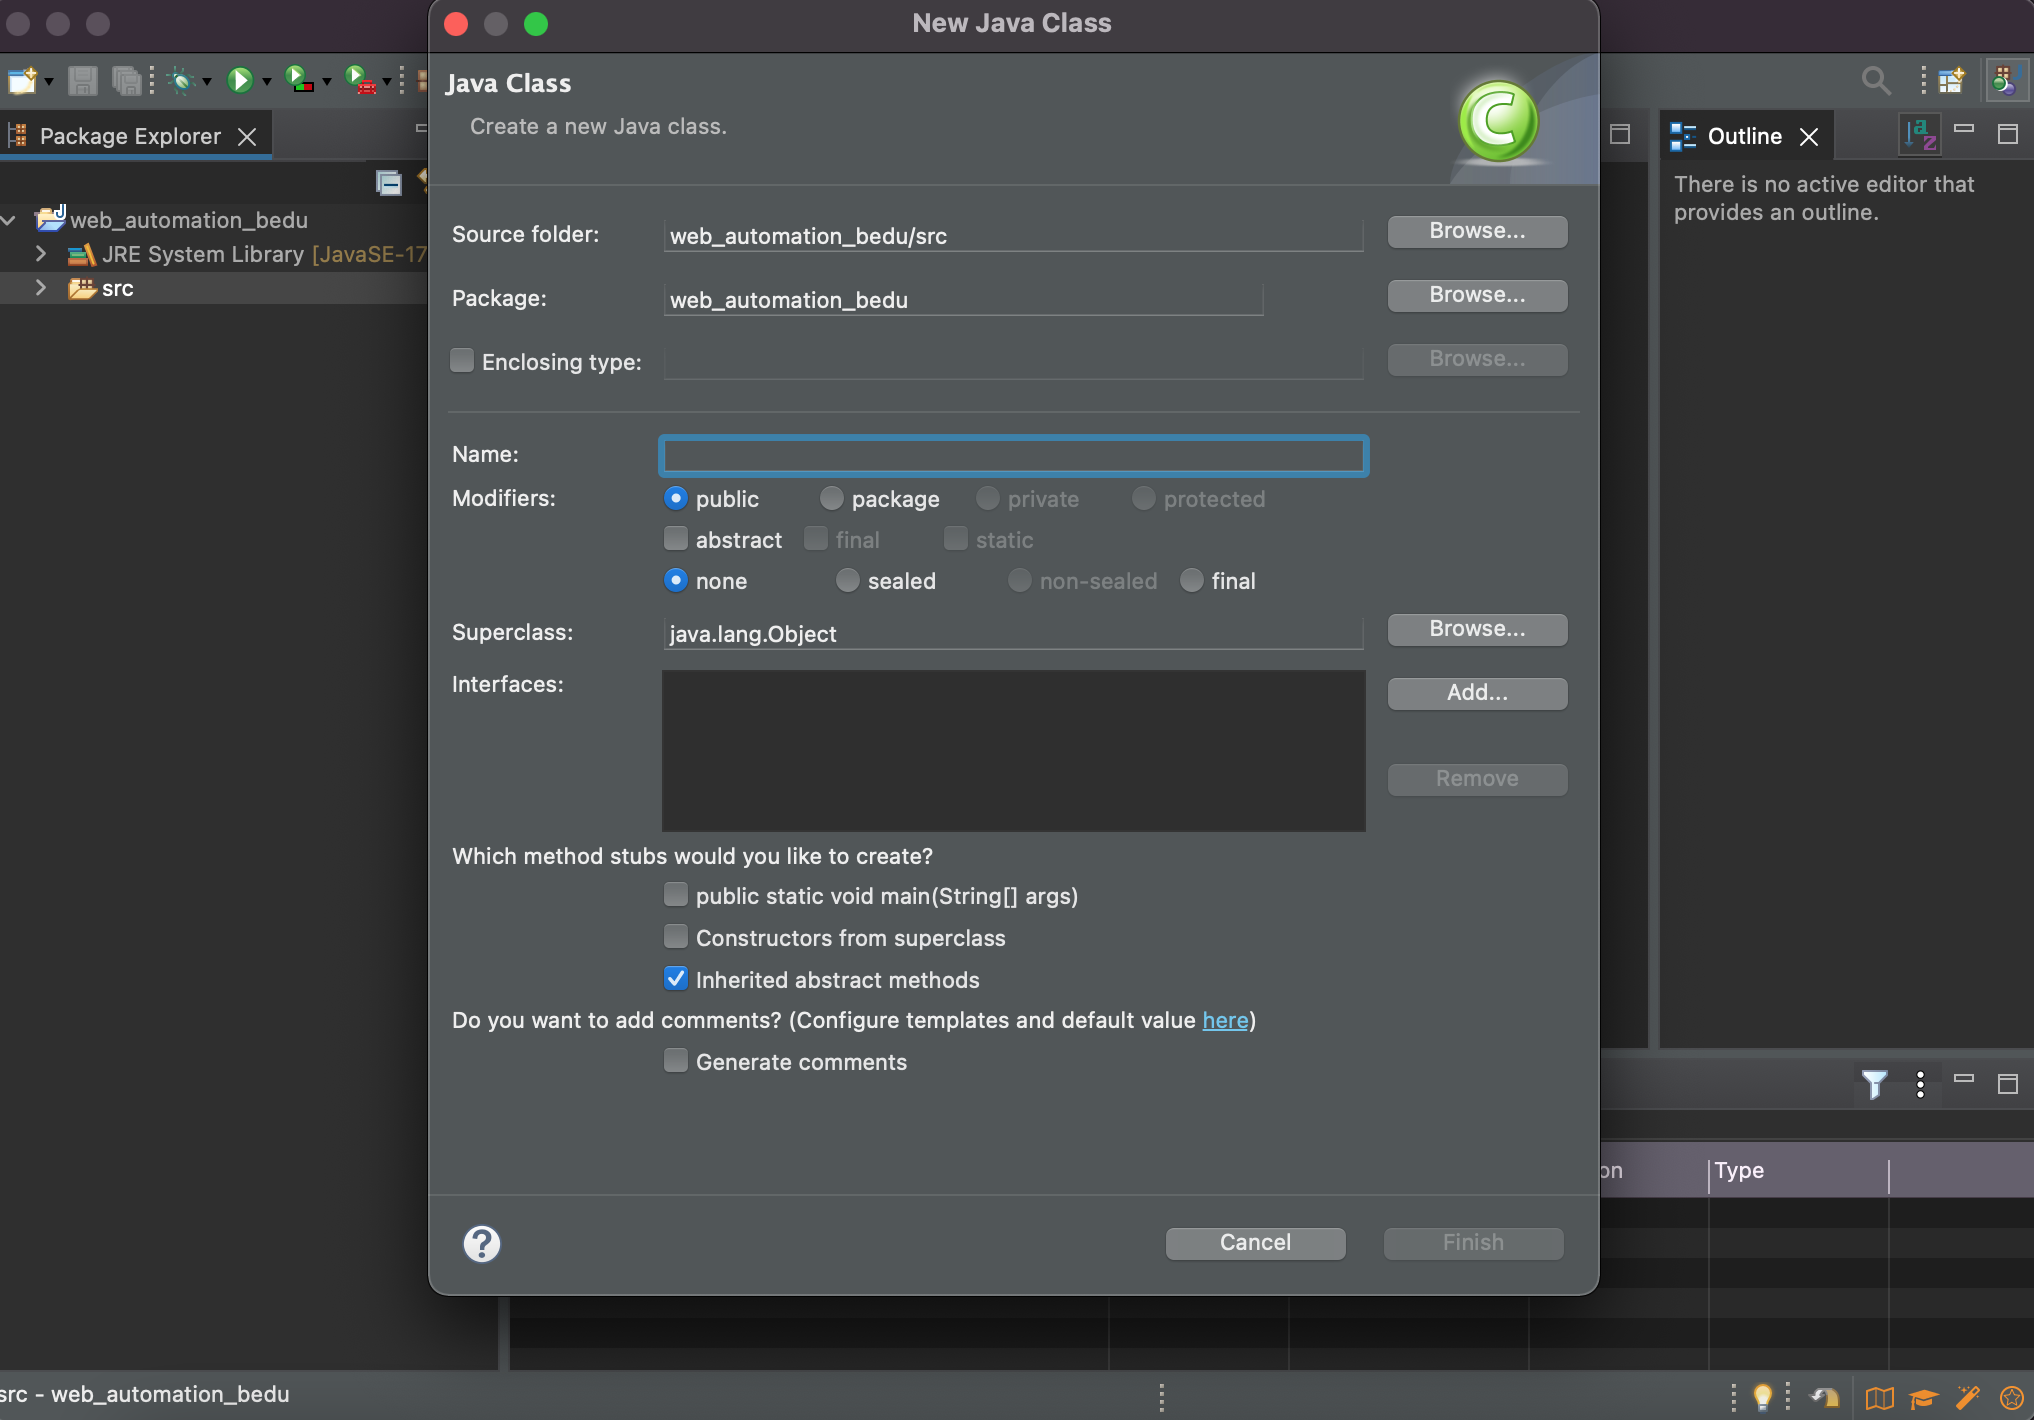 New Java Class
Java Class
Create a new Java class.
Package Explorer
web_automation_bedu
JRE System Library [JavaSE-17
src
Source folder:
web_automation_bedu/src
Browse...
Package:
web_automation_bedu
Browse...
Enclosing type:
Browse...
Name:
Modifiers:
public
package
private
protected
abstract
final
static
none
sealed
non-sealed
final
Superclass:
java.lang.Object
Browse...
Interfaces:
Add...
Remove
Which method stubs would you like to create?
public static void main(String[] args)
Constructors from superclass
Inherited abstract methods
Do you want to add comments? (Configure templates and default value here)
Generate comments
Cancel
Finish
Outline
There is no active editor that
provides an outline.
on
Type
src - web_automation_bedu